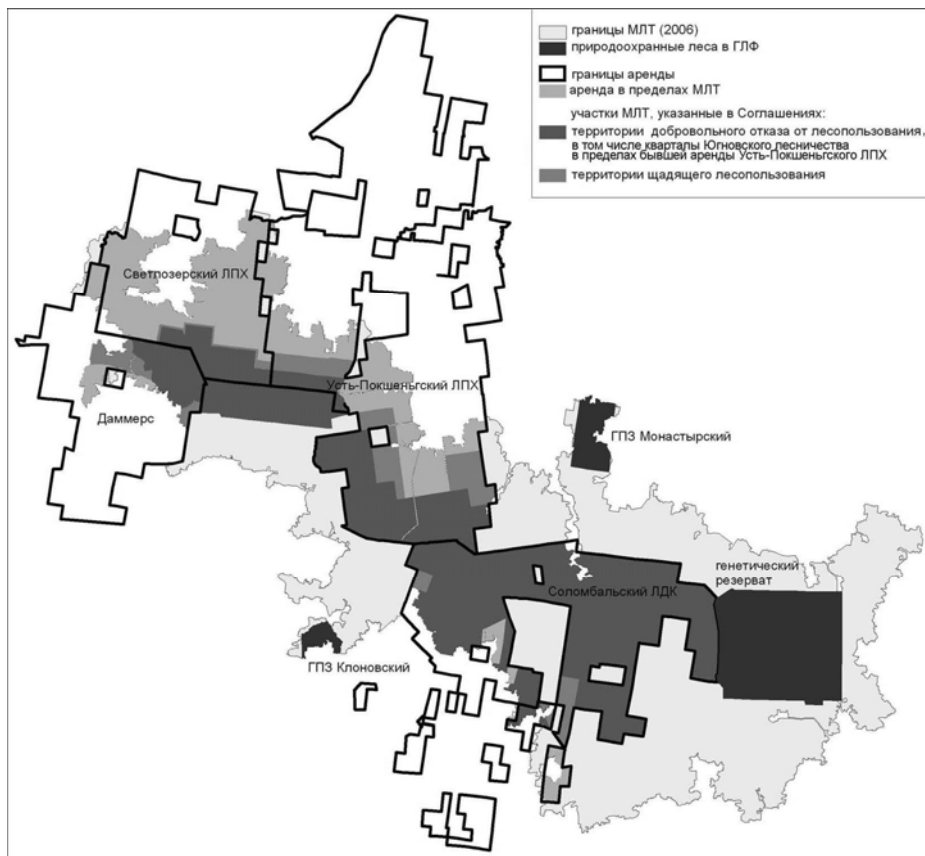 границы МЛТ (2006)
природоохранные леса в ГЛФ
границы аренды
аренда в пределах МЛТ
участки МЛТ, указанные в Соглашениях:
территории добровольного отказа от лесопользования,
в том числе кварталы Югновского лесничества
в пределах бывшей аренды Усть-Покшеньгского ЛПХ
территории щадящего лесопользования
Светлозерский ЛПХ
Усть-Покшеньгский ЛПХ
Даммерс
ГПЗ Монастырский
генетический
резерват
Соломбальский ЛДК
ГПЗ Клоновский